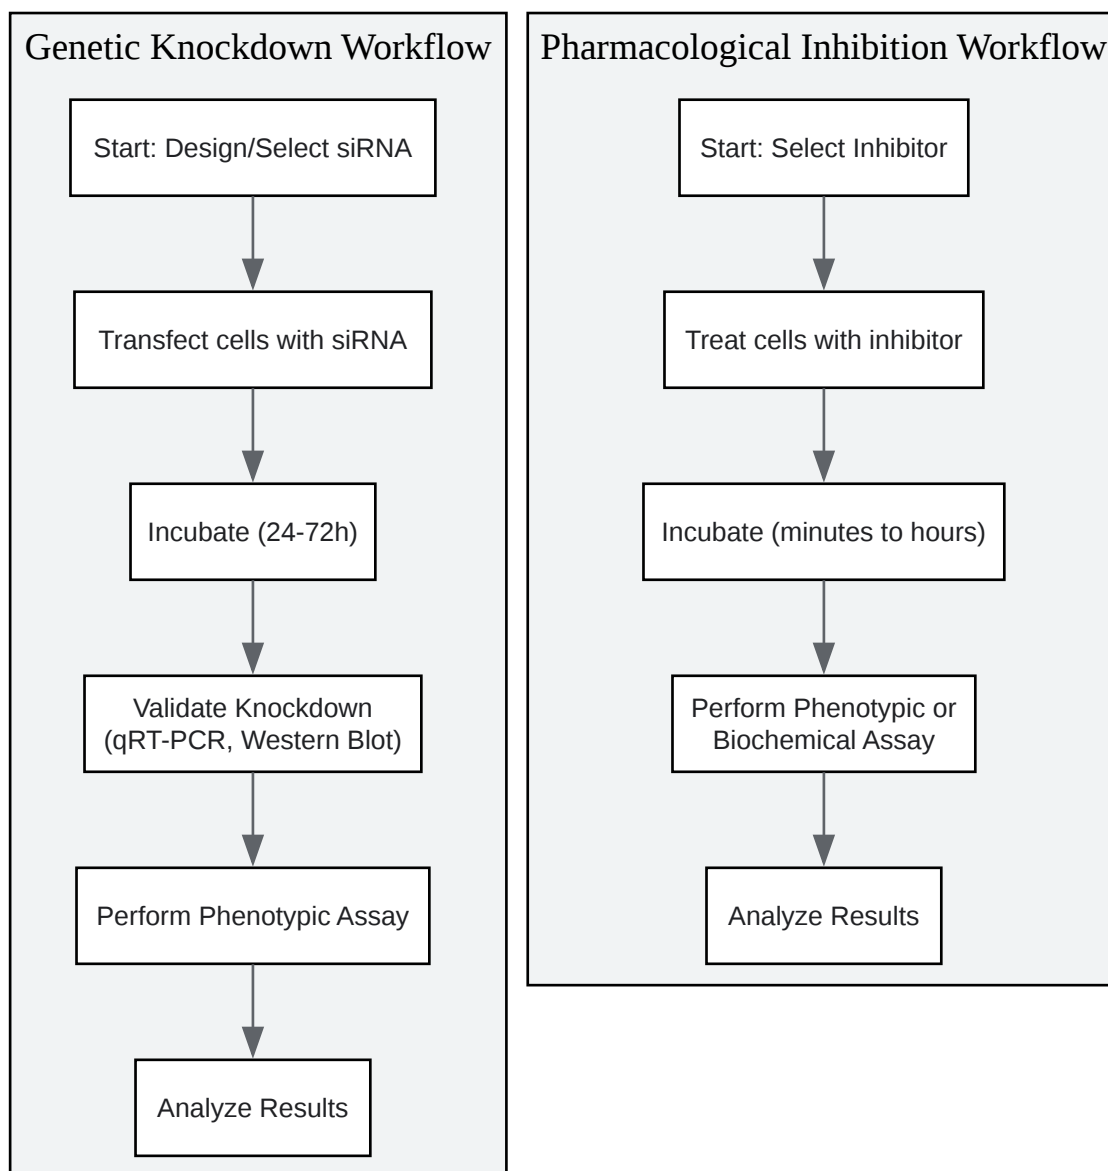 Genetic Knockdown Workflow
Start: Design/Select siRNA
Transfect cells with siRNA
Incubate (24-72h)
Validate Knockdown
(qRT-PCR, Western Blot)
Perform Phenotypic Assay
Analyze Results
Pharmacological Inhibition Workflow
Start: Select Inhibitor
Treat cells with inhibitor
Incubate (minutes to hours)
Perform Phenotypic or
Biochemical Assay
Analyze Results